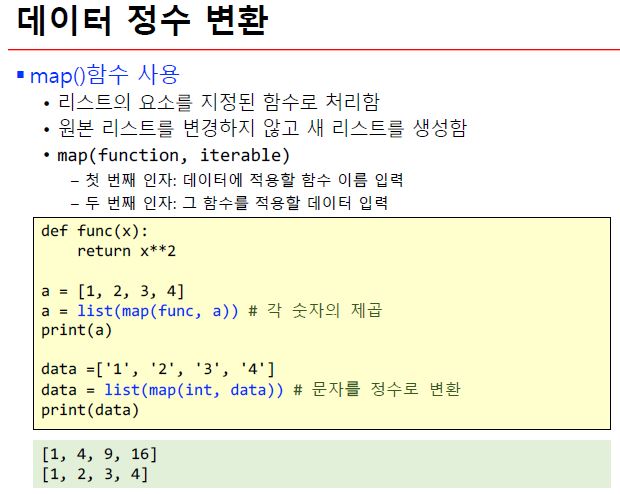 데이터 정수 변환
▪ map()함수 사용
• 리스트의 요소를 지정된 함수로 처리함
• 원본 리스트를 변경하지 않고 새 리스트를 생성함
• map(function, iterable)
– 첫 번째 인자: 데이터에 적용할 함수 이름 입력
– 두 번째 인자: 그 함수를 적용할 데이터 입력
def func(x):
    return x**2
a = [1, 2, 3, 4]
a = list(map(func, a)) # 각 숫자의 제곱
print(a)
data =['1', '2', '3', '4']
data = list(map(int, data)) # 문자를 정수로 변환
print(data)
[1, 4, 9, 16]
[1, 2, 3, 4]